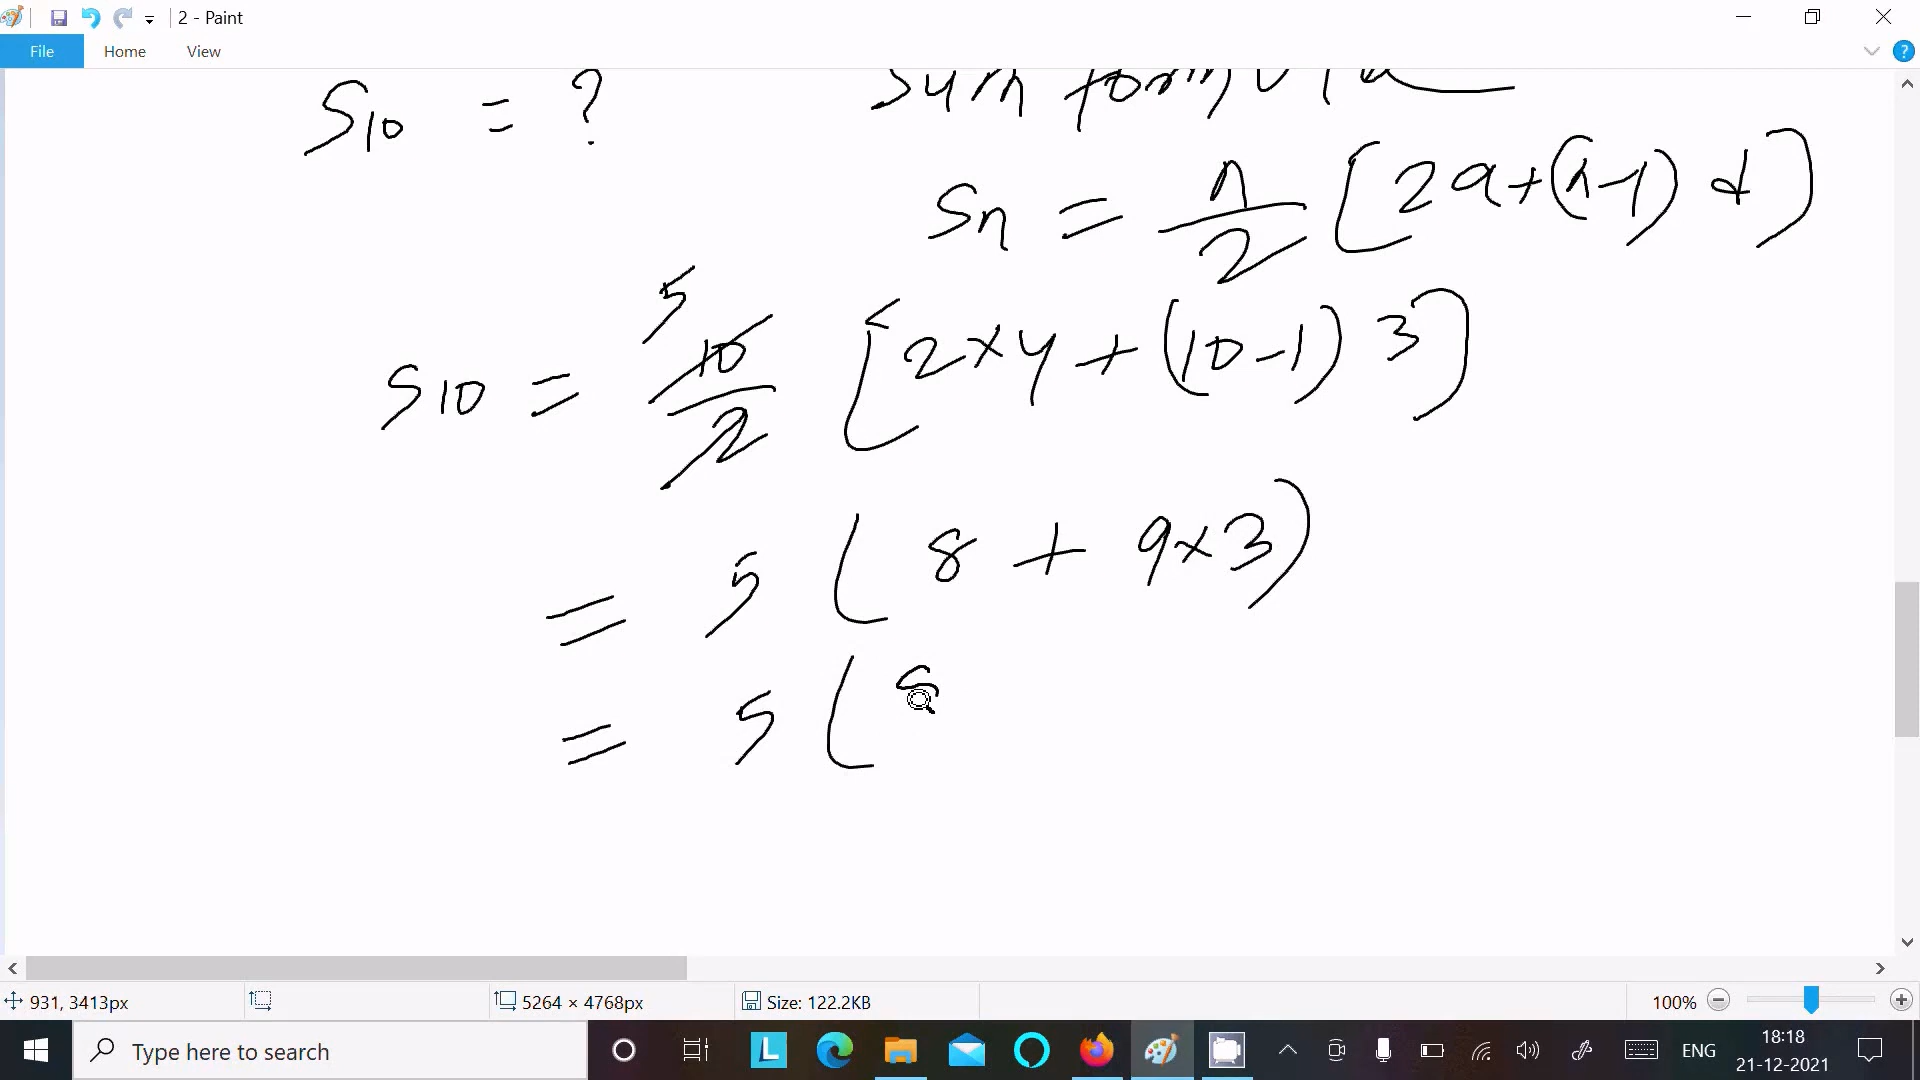 2 - Paint
File Home View
S10 = ? Sum formula
Sn = n/2 [2a+(n-1) d]
5
S10 = 10/2 [2×4+(10-1) 3]
= 5 (8 + 9×3)
= 5 (8
931, 3413px 5264 × 4768px Size: 122.2KB 100%
Type here to search L ENG 18:18
21-12-2021